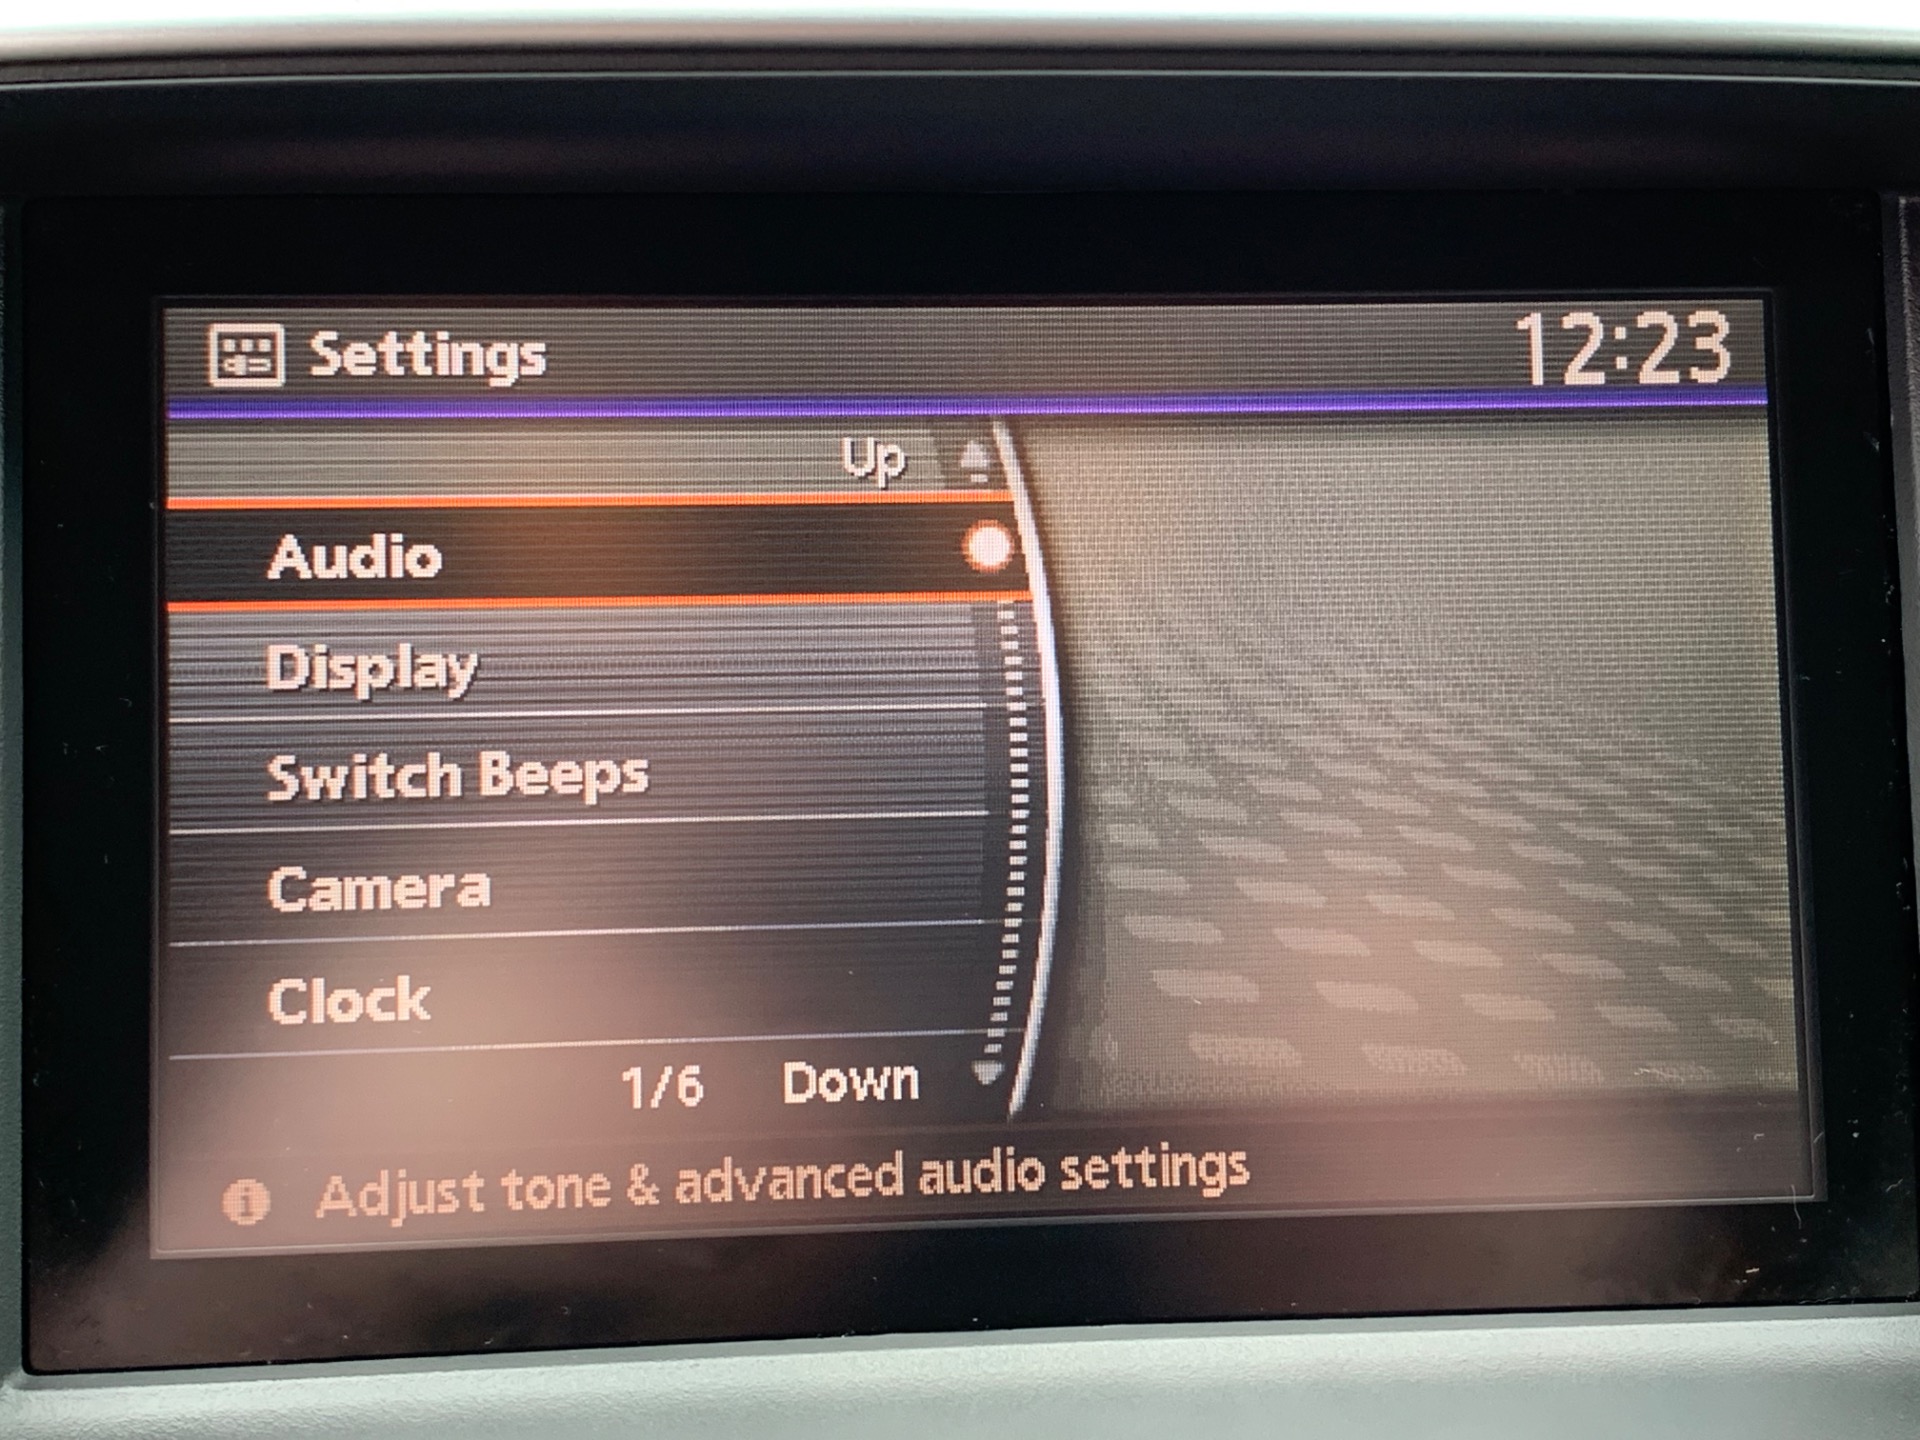 Settings
12:23
Up
Audio
Display
Switch Beeps
Camera
Clock
1/6 Down
Adjust tone & advanced audio settings